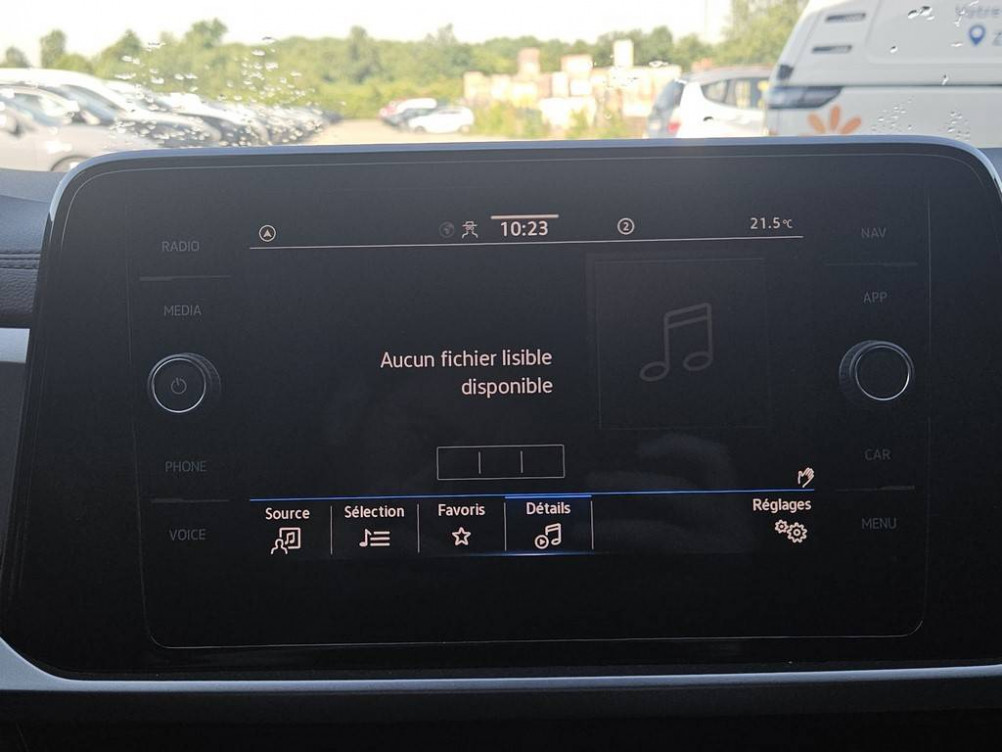 RADIO
MEDIA
PHONE
VOICE
10:23
2
21.5°C
Aucun fichier lisible
disponible
Source
Sélection
Favoris
Détails
Réglages
NAV
APP
CAR
MENU